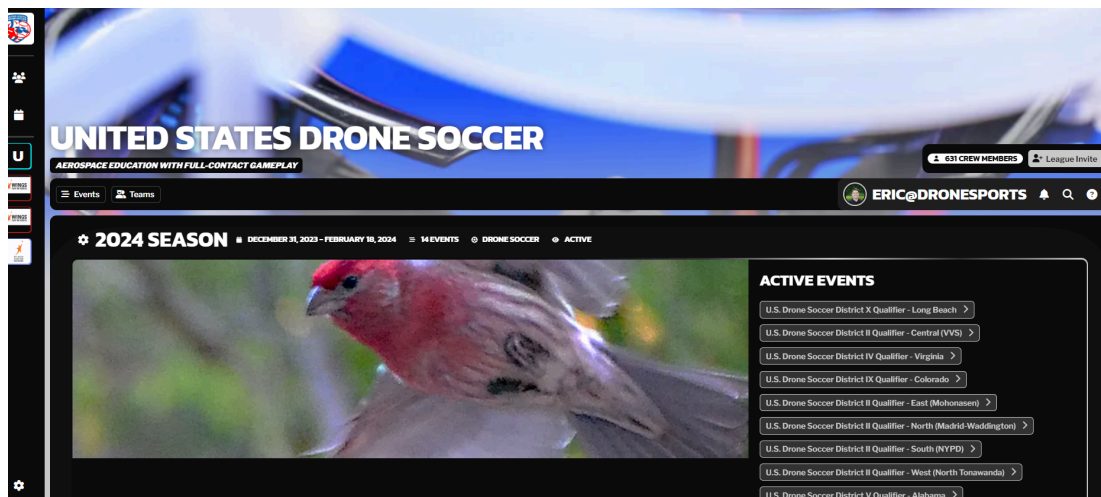 U
WINGS
WINGS
UNITED STATES DRONE SOCCER
AEROSPACE EDUCATION WITH FULL-CONTACT GAMEPLAY
631 CREW MEMBERS
League Invite
Events
Teams
ERIC@DRONESPORTS
?
2024 SEASON
DECEMBER 31, 2023 – FEBRUARY 18, 2024
14 EVENTS
DRONE SOCCER
ACTIVE
ACTIVE EVENTS
U.S. Drone Soccer District X Qualifier - Long Beach
U.S. Drone Soccer District II Qualifier - Central (VVS)
U.S. Drone Soccer District IV Qualifier - Virginia
U.S. Drone Soccer District IX Qualifier - Colorado
U.S. Drone Soccer District II Qualifier - East (Mohonasen)
U.S. Drone Soccer District II Qualifier - North (Madrid-Waddington)
U.S. Drone Soccer District II Qualifier - South (NYPD)
U.S. Drone Soccer District II Qualifier - West (North Tonawanda)
U.S. Drone Soccer District V Qualifier - Alabama